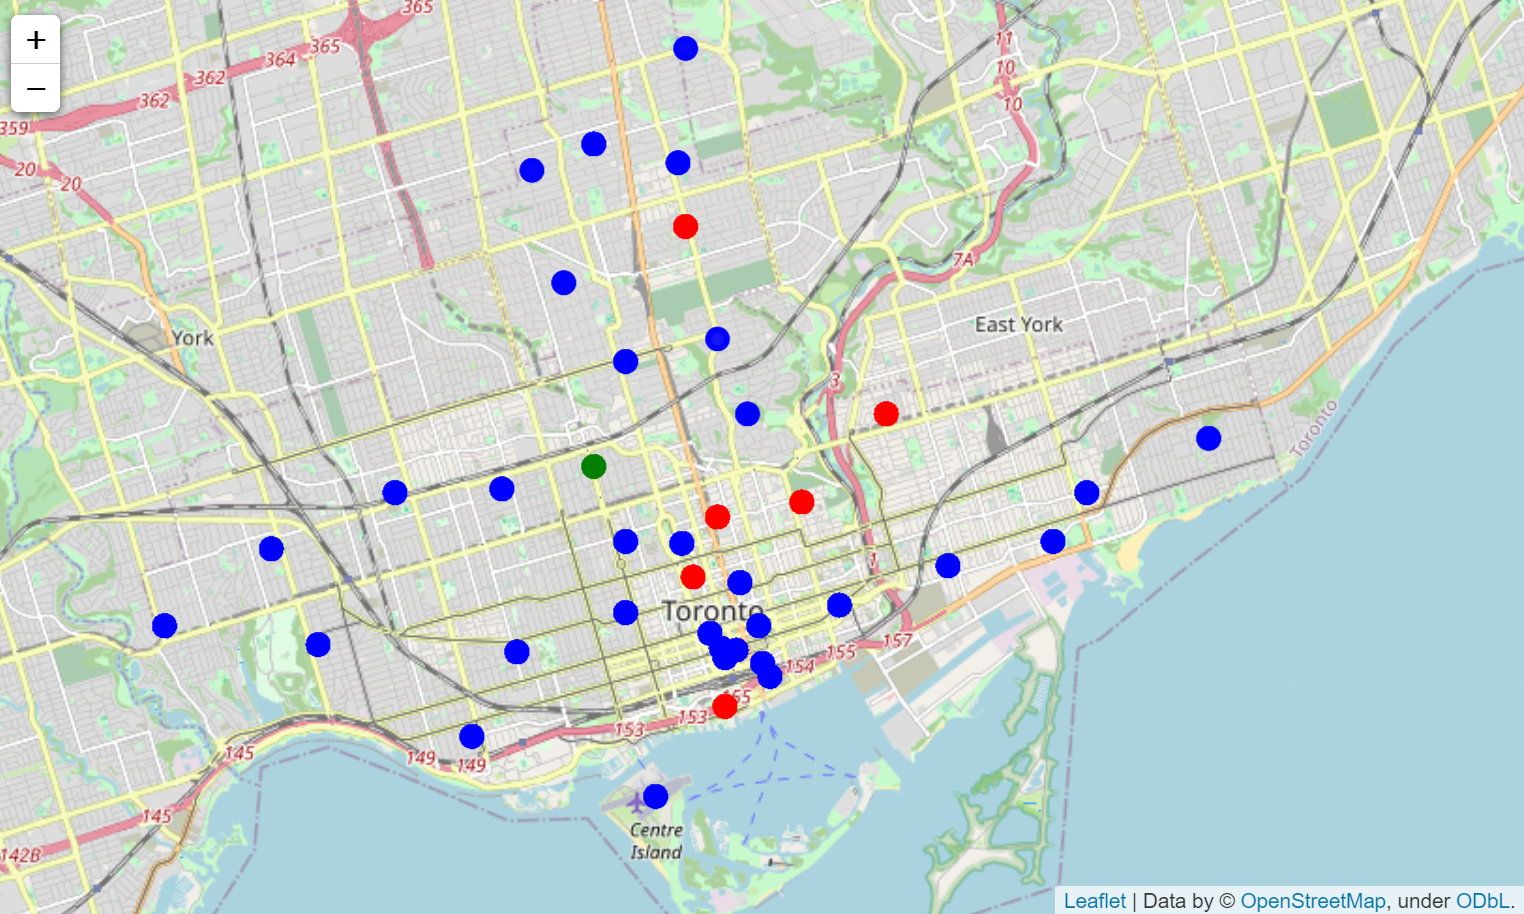 365
11
+
365
364
10
362
−
362
10
359
20
20
7A
East York
York
3
Toronto
1
Toronto
157
155
154
153
153
145
149
149
145
Centre
Island
142B
Leaflet | Data by © OpenStreetMap, under ODbL.